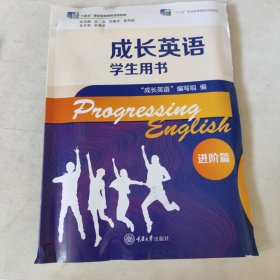 成长英语
学生用书
“成长英语”编写组 编
Progressing
English
进阶篇
重庆大学出版社